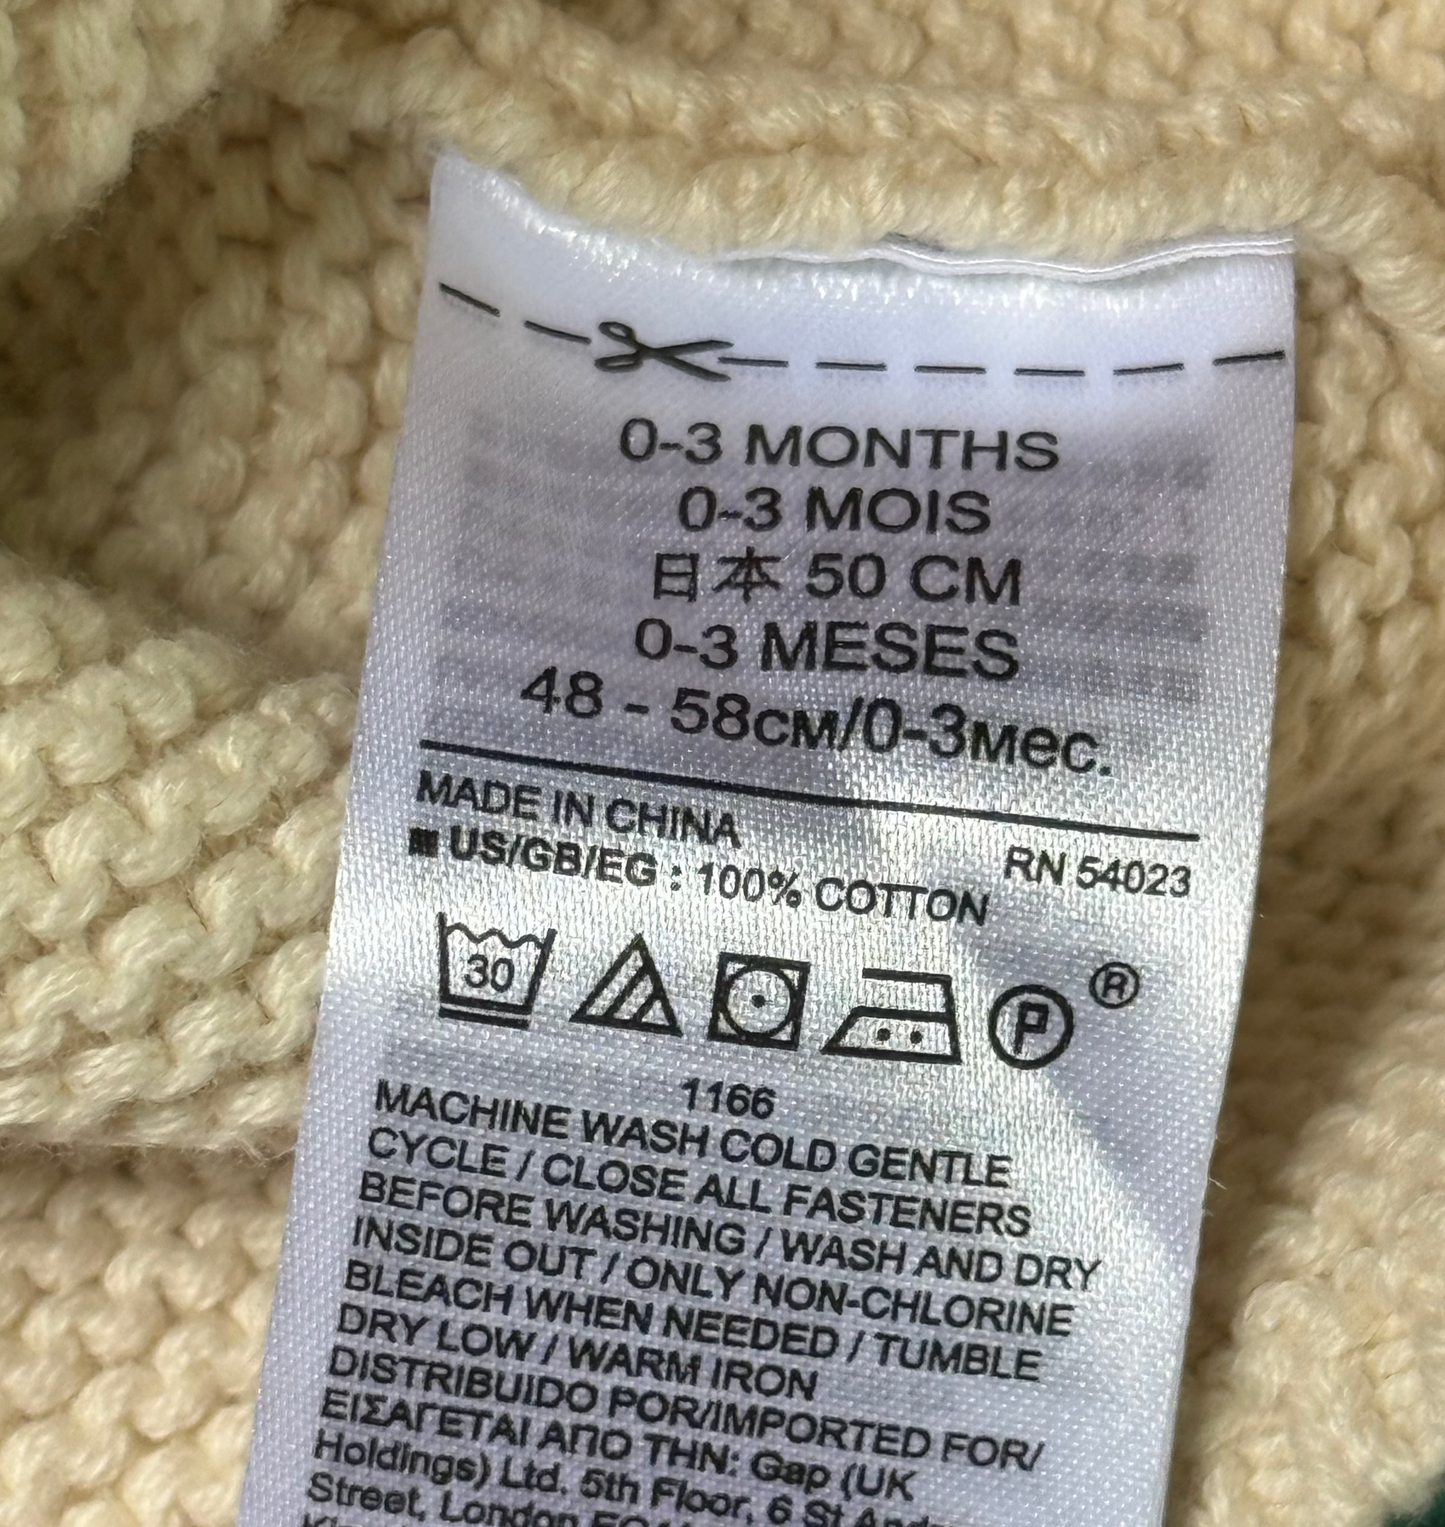 0-3 MONTHS
0-3 MOIS
日本 50 CM
0-3 MESES
48 - 58см/0-3мес.
MADE IN CHINA
RN 54023
US/GB/EG : 100% COTTON
30
P
®
1166
MACHINE WASH COLD GENTLE
CYCLE / CLOSE ALL FASTENERS
BEFORE WASHING / WASH AND DRY
INSIDE OUT / ONLY NON-CHLORINE
BLEACH WHEN NEEDED / TUMBLE
DRY LOW / WARM IRON
DISTRIBUIDO POR/IMPORTED FOR/
ΕΙΣΑΓΕΤΑΙ ΑΠΟ ΤΗΝ: Gap (UK
Holdings) Ltd. 5th Floor, 6 St
Street, London